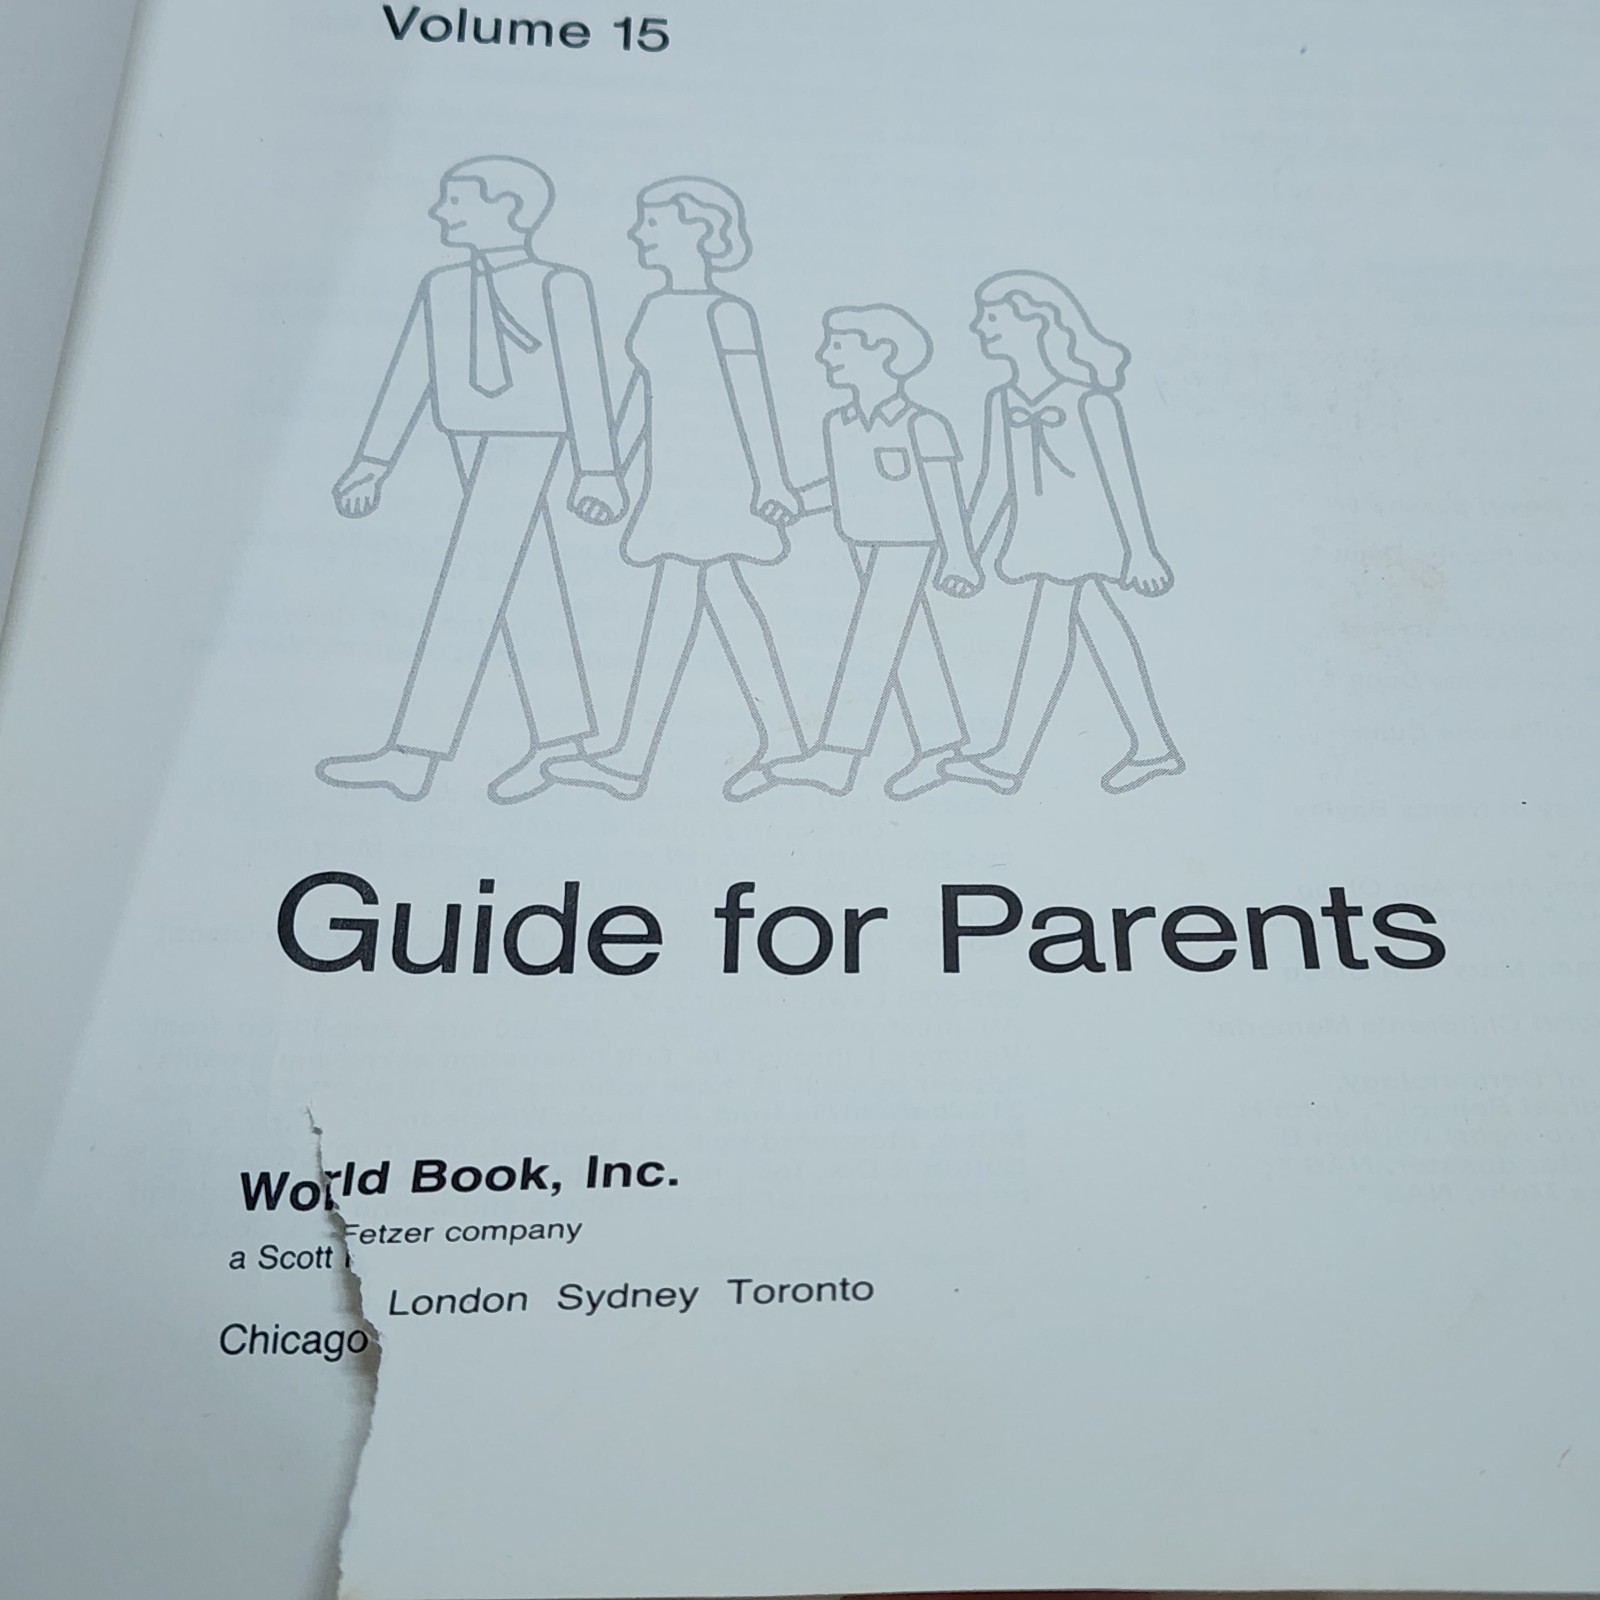 Volume 15
Guide for Parents
World Book, Inc.
a Scott Fetzer company
Chicago London Sydney Toronto